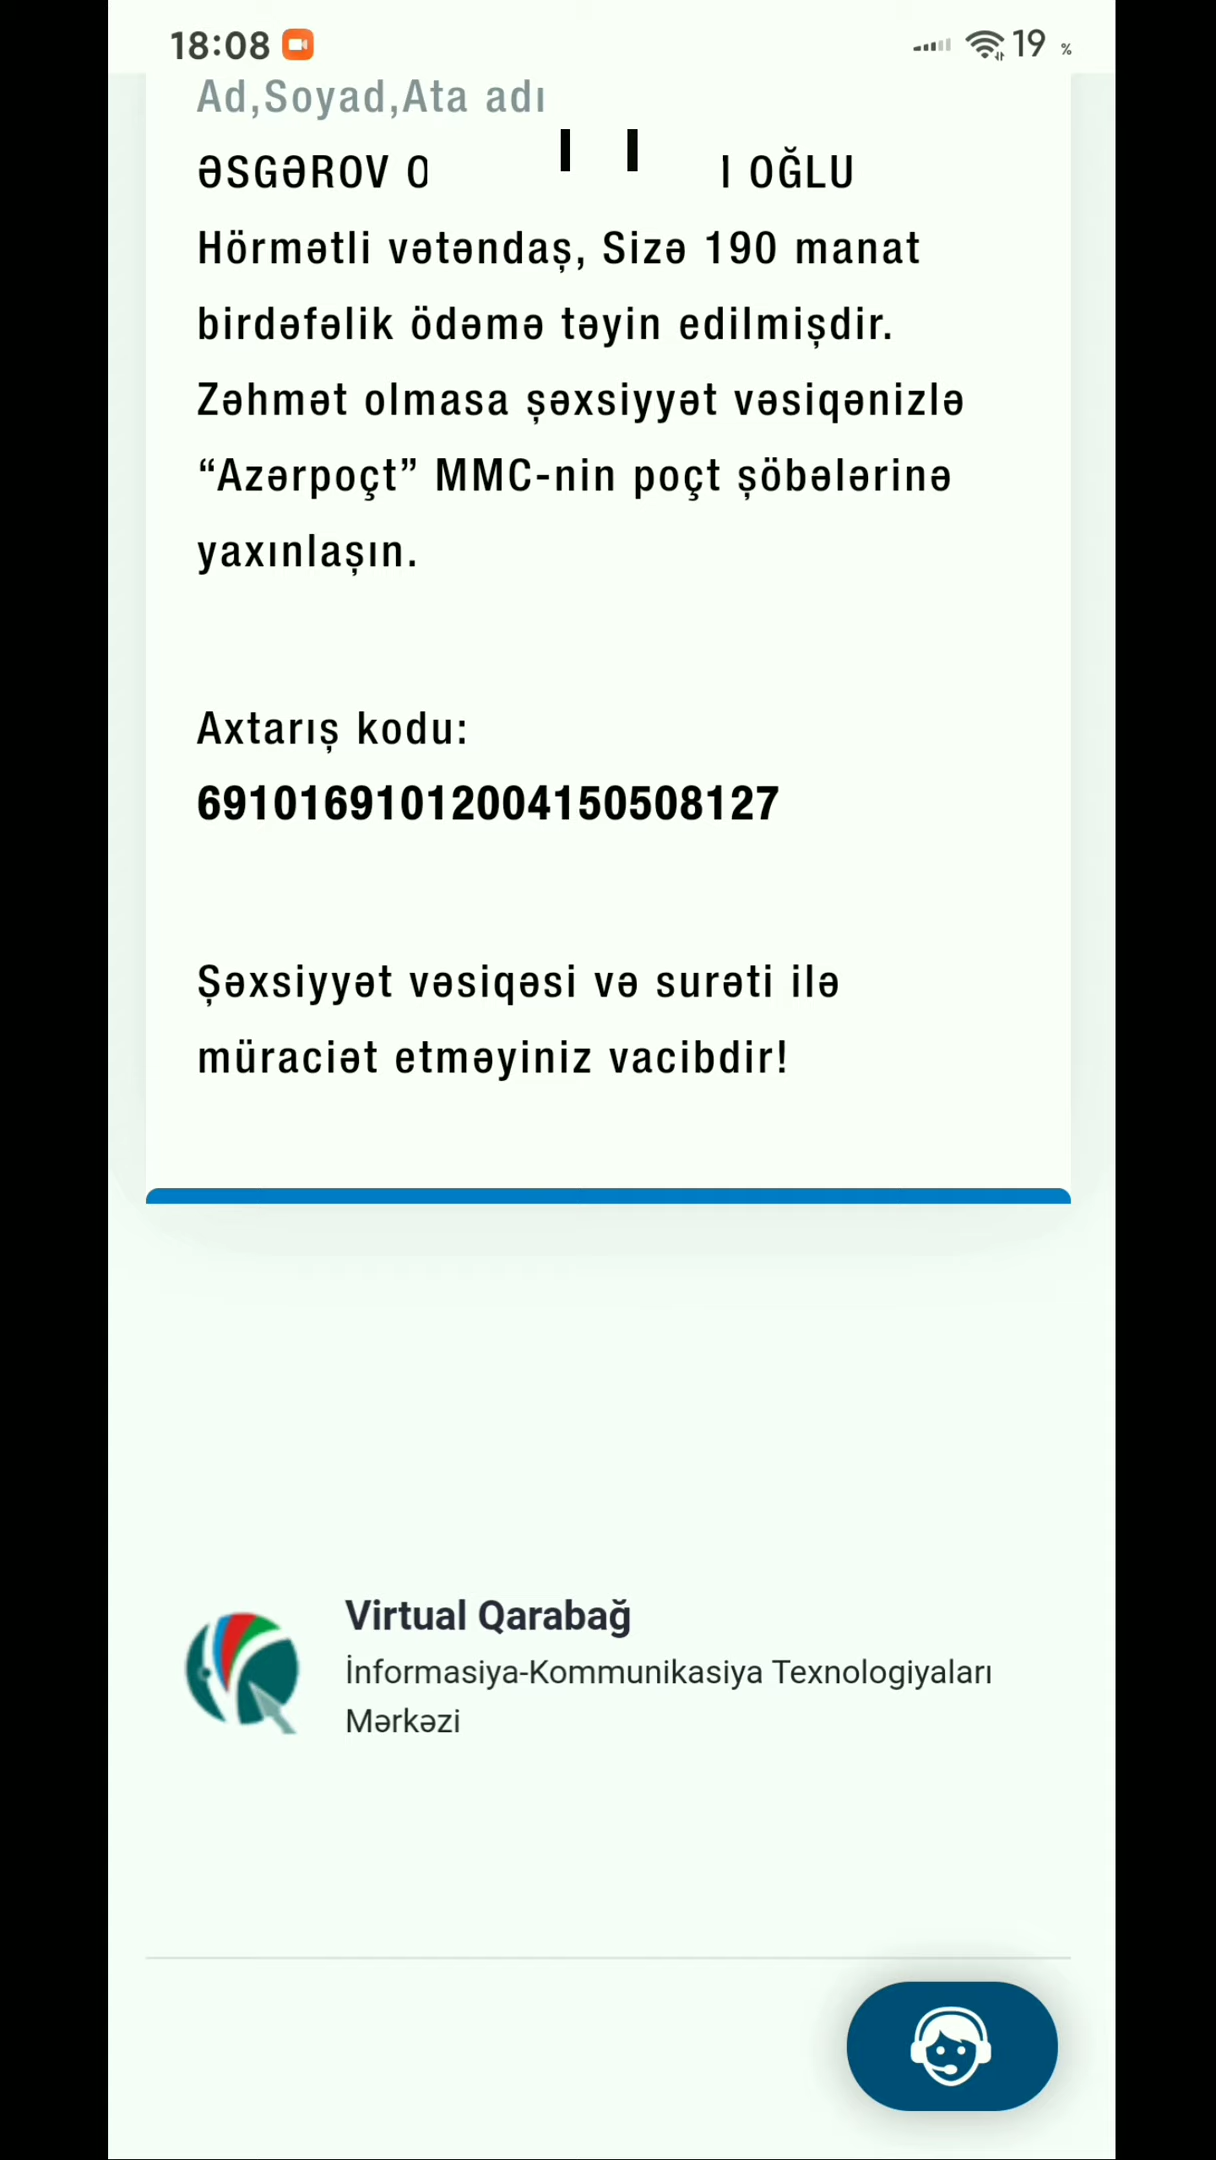 18:08
19 %
Ad,Soyad,Ata adı
ƏSGƏROV O
OĞLU
Hörmətli vətəndaş, Sizə 190 manat
birdəfəlik ödəmə təyin edilmişdir.
Zəhmət olmasa şəxsiyyət vəsiqənizlə
“Azərpoçt” MMC-nin poçt şöbələrinə
yaxınlaşın.
Axtarış kodu:
69101691012004150508127
Şəxsiyyət vəsiqəsi və surəti ilə
müraciət etməyiniz vacibdir!
Virtual Qarabağ
İnformasiya-Kommunikasiya Texnologiyaları
Mərkəzi